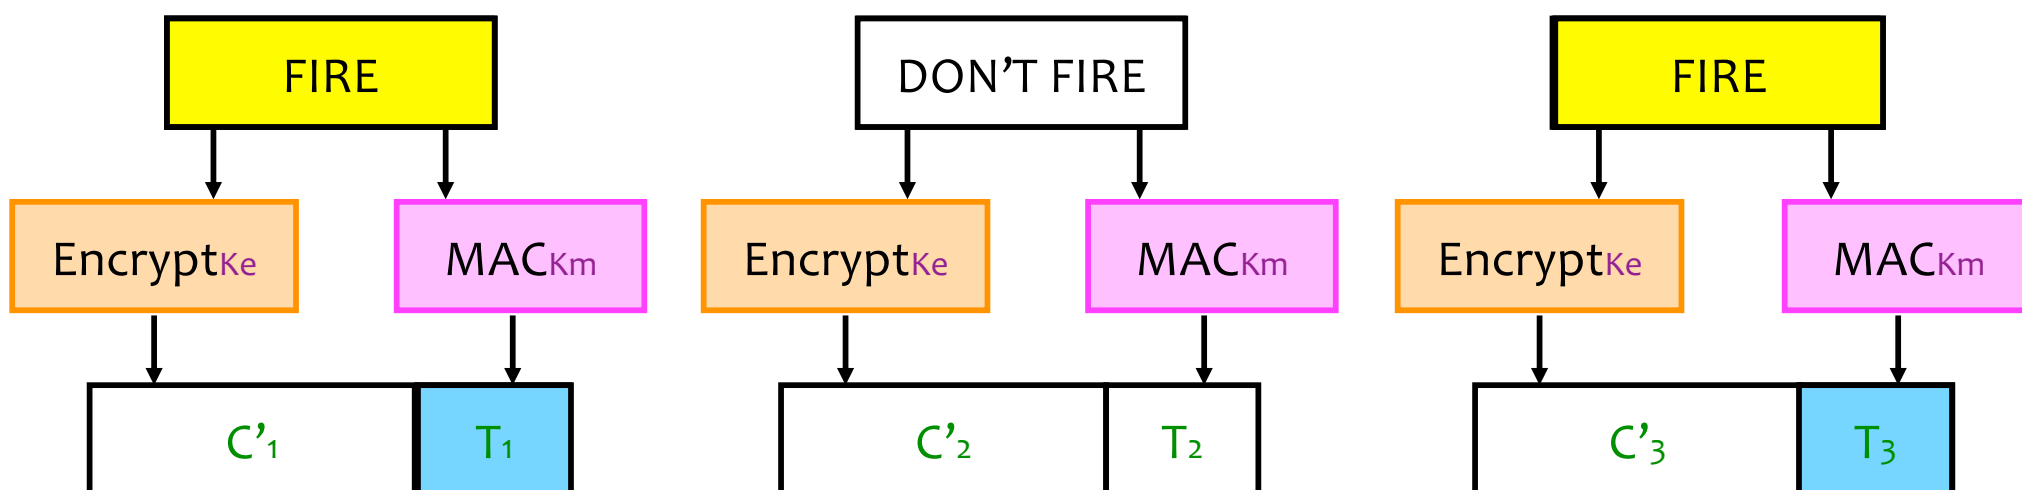 FIRE DON’T FIRE FIRE
EncryptKe MACKm EncryptKe MACKm EncryptKe MACKm
C’1 T1 C’2 T2 C’3 T3